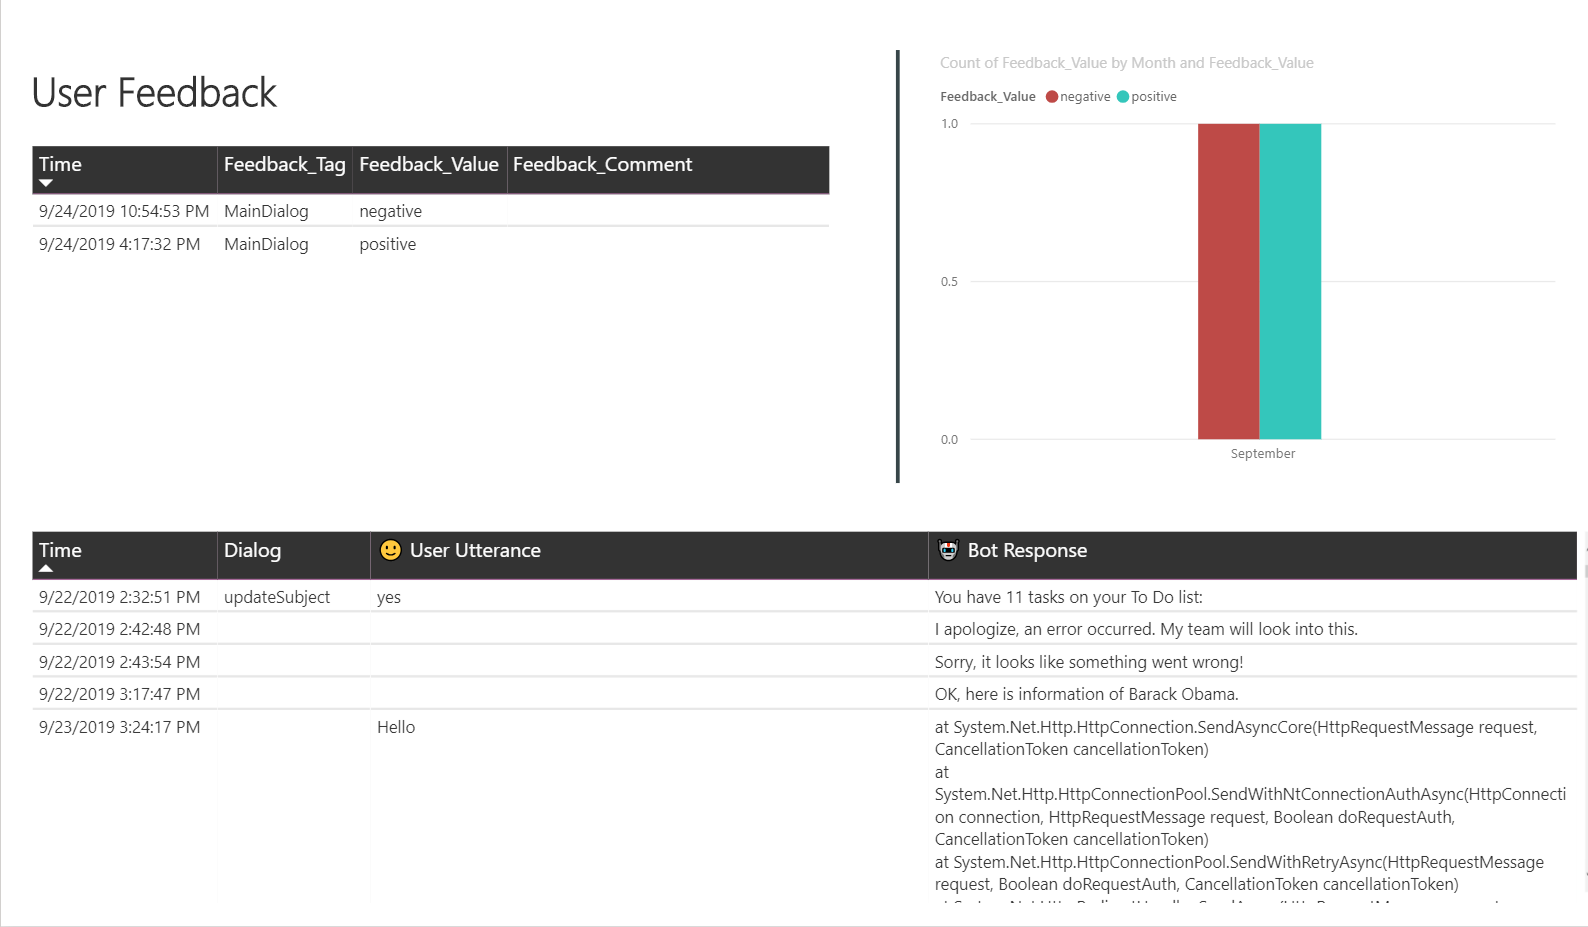 User Feedback
Time Feedback_Tag Feedback_Value Feedback_Comment
9/24/2019 10:54:53 PM MainDialog negative
9/24/2019 4:17:32 PM MainDialog positive
Count of Feedback_Value by Month and Feedback_Value
Feedback_Value negative positive
1.0
0.5
0.0
September
Time Dialog User Utterance Bot Response
9/22/2019 2:32:51 PM updateSubject yes You have 11 tasks on your To Do list:
9/22/2019 2:42:48 PM I apologize, an error occurred. My team will look into this.
9/22/2019 2:43:54 PM Sorry, it looks like something went wrong!
9/22/2019 3:17:47 PM OK, here is information of Barack Obama.
9/23/2019 3:24:17 PM Hello at System.Net.Http.HttpConnection.SendAsyncCore(HttpRequestMessage request,
CancellationToken cancellationToken)
at
System.Net.Http.HttpConnectionPool.SendWithNtConnectionAuthAsync(HttpConnecti
on connection, HttpRequestMessage request, Boolean doRequestAuth,
CancellationToken cancellationToken)
at System.Net.Http.HttpConnectionPool.SendWithRetryAsync(HttpRequestMessage
request, Boolean doRequestAuth, CancellationToken cancellationToken)